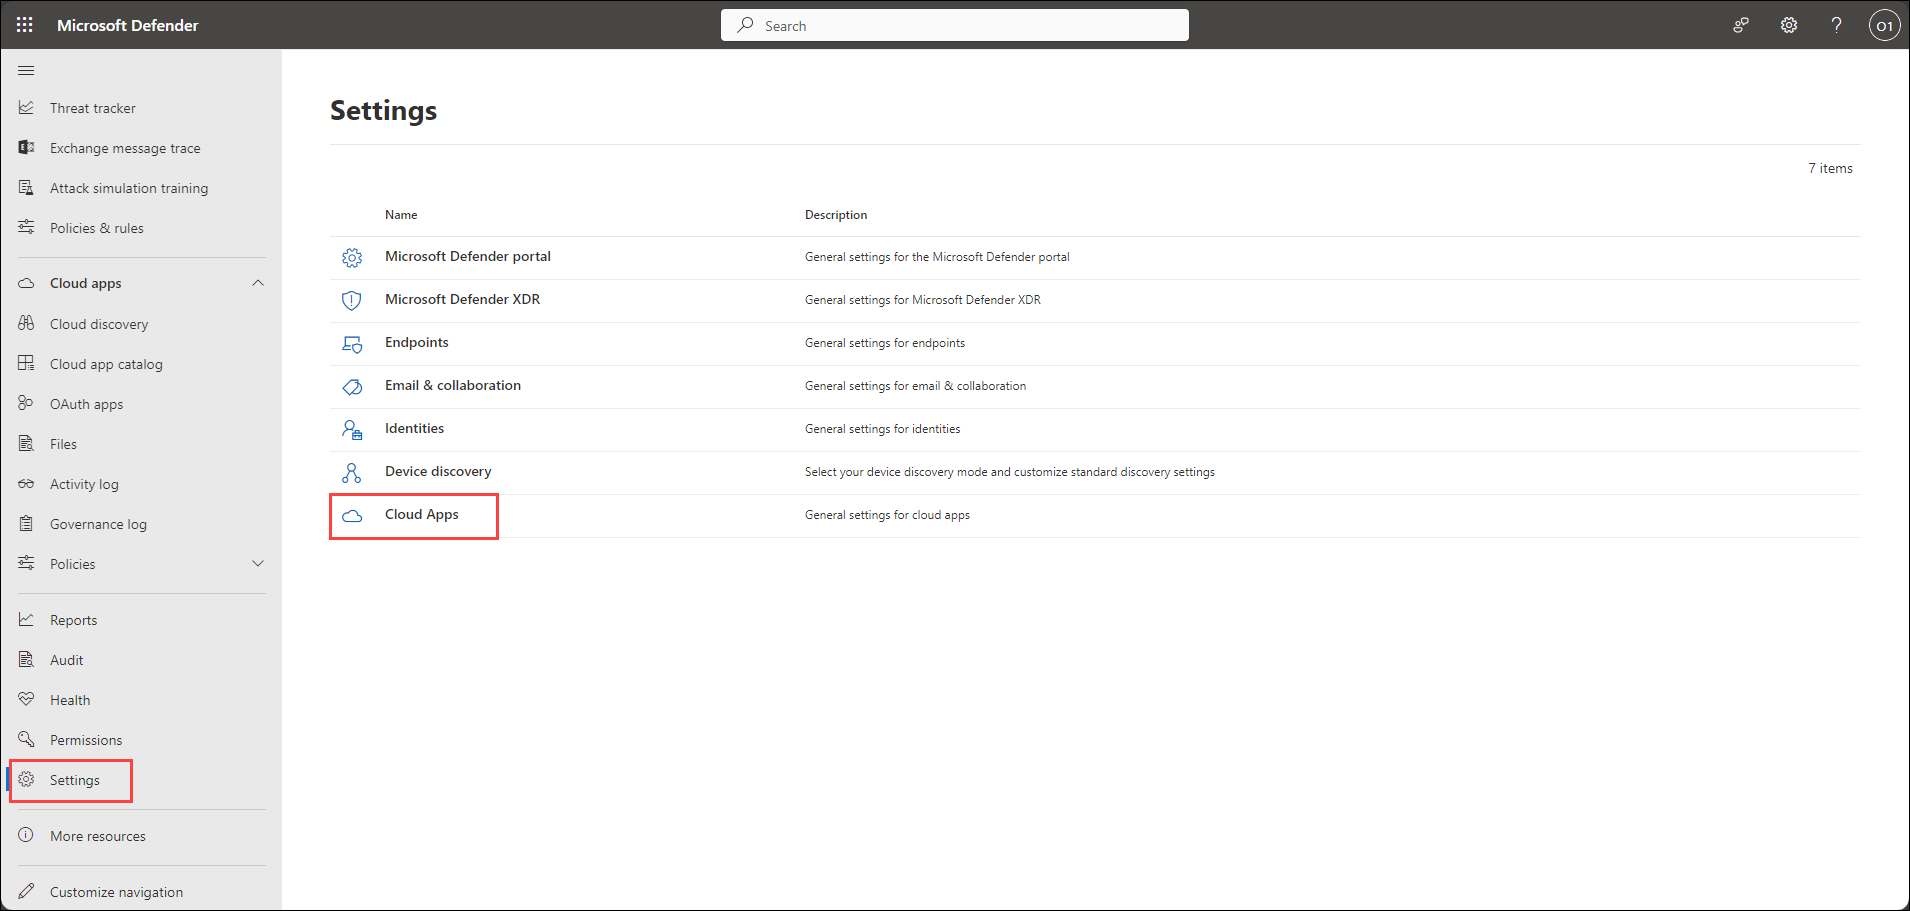 Microsoft Defender
Search
O1
Threat tracker
Exchange message trace
Attack simulation training
Policies & rules
Cloud apps
Cloud discovery
Cloud app catalog
OAuth apps
Files
Activity log
Governance log
Policies
Reports
Audit
Health
Permissions
Settings
More resources
Customize navigation
Settings
7 items
Name Description
Microsoft Defender portal General settings for the Microsoft Defender portal
Microsoft Defender XDR General settings for Microsoft Defender XDR
Endpoints General settings for endpoints
Email & collaboration General settings for email & collaboration
Identities General settings for identities
Device discovery Select your device discovery mode and customize standard discovery settings
Cloud Apps General settings for cloud apps